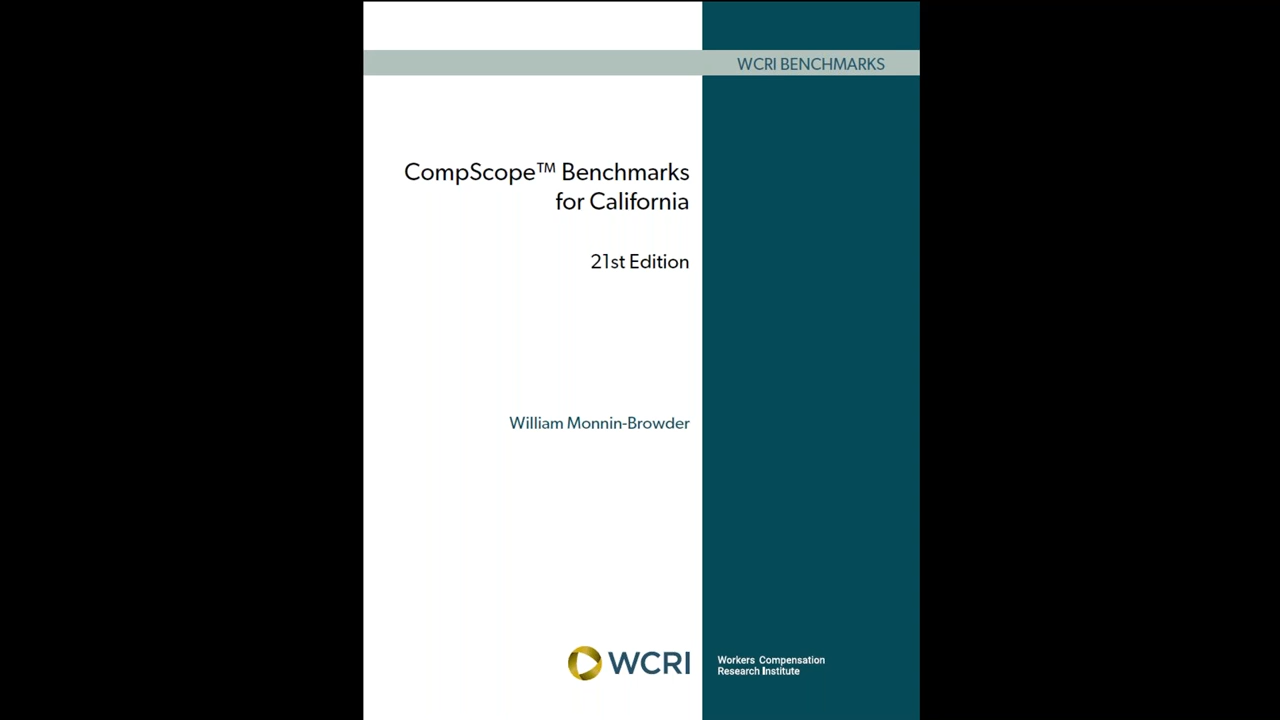 WCRI BENCHMARKS
CompScope™ Benchmarks
for California
21st Edition
William Monnin-Browder
WCRI
Workers Compensation
Research Institute